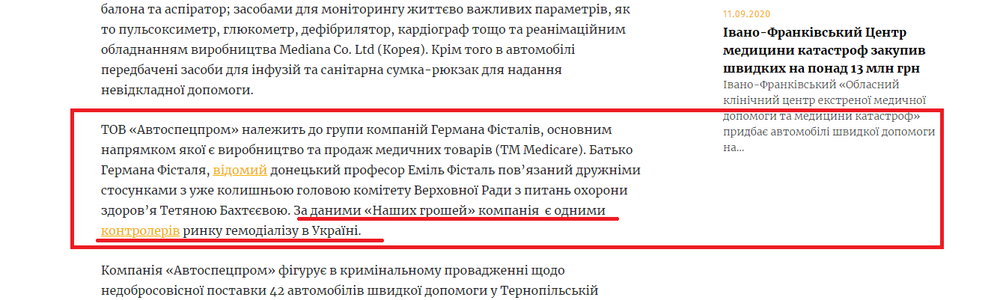 балона та аспіратор; засобами для моніторингу життєво важливих параметрів, як
то пульсоксиметр, глюкометр, дефібрилятор, кардіограф тощо та реанімаційним
обладнанням виробництва Mediana Co. Ltd (Корея). Крім того в автомобілі
передбачені засоби для інфузій та санітарна сумка-рюкзак для надання
невідкладної допомоги.
ТОВ «Автоспецпром» належить до групи компаній Германа Фісталів, основним
напрямком якої є виробництво та продаж медичних товарів (ТМ Medicare). Батько
Германа Фісталя, відомий донецький професор Еміль Фісталь пов’язаний дружніми
стосунками з уже колишньою головою комітету Верховної Ради з питань охорони
здоров’я Тетяною Бахтєєвою. За даними «Наших грошей» компанія є одними
контролерів ринку гемодіалізу в Україні.
Компанія «Автоспецпром» фігурує в кримінальному провадженні щодо
недобросовісної поставки 42 автомобілів швидкої допомоги у Тернопільській
11.09.2020
Івано-Франківський Центр
медицини катастроф закупив
швидких на понад 13 млн грн
Івано-Франківський «Обласний
клінічний центр екстреної медичної
допомоги та медицини катастроф»
придбає автомобілі швидкої допомоги
на...